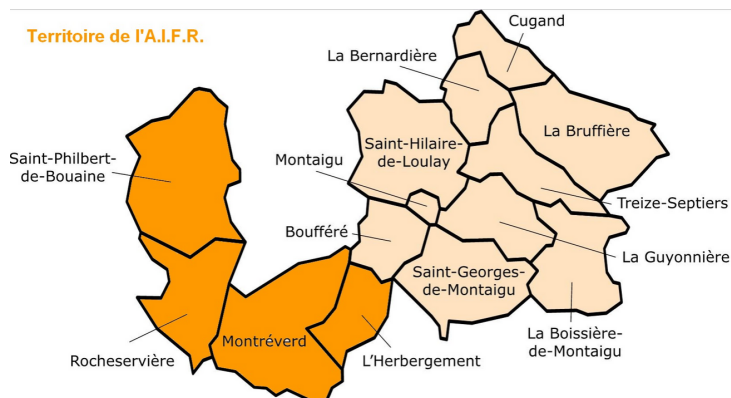 Territoire de l'A.I.F.R.
Cugand
La Bernardière
La Bruffière
Saint-Hilaire-
de-Loulay
Saint-Philbert-
de-Bouaine
Montaigu
Treize-Septiers
Boufféré
La Guyonnière
Saint-Georges-
de-Montaigu
La Boissière-
de-Montaigu
Montréverd
Rocheservière
L'Herbergement